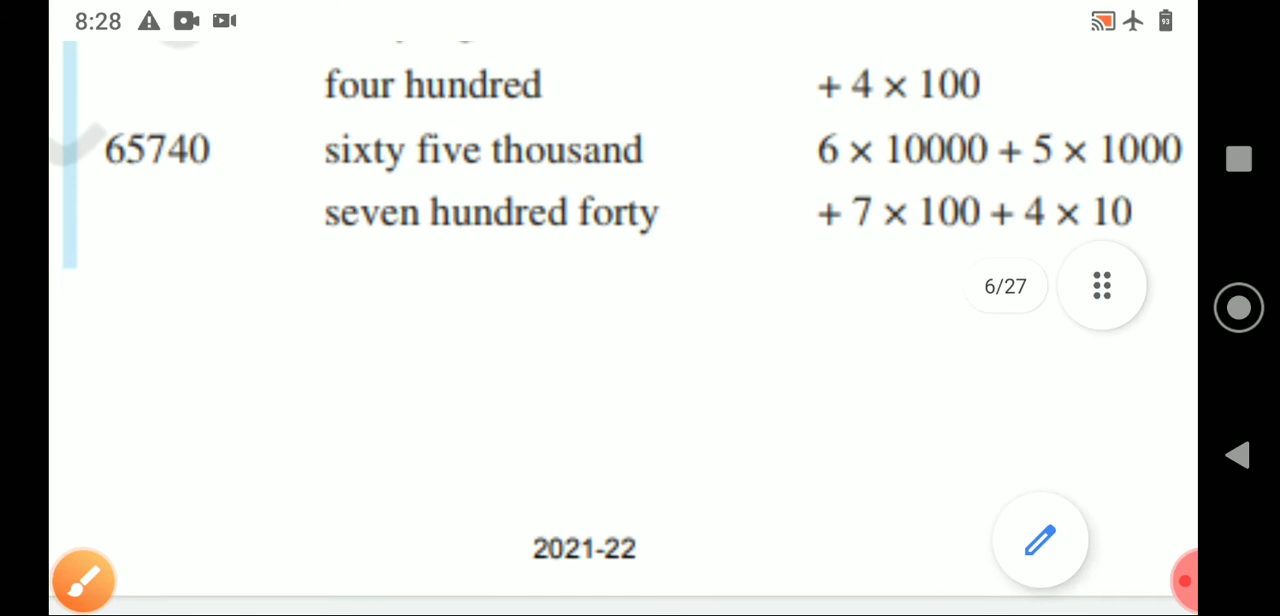 8:28
93
four hundred + 4 × 100
65740 sixty five thousand 6 × 10000 + 5 × 1000
seven hundred forty + 7 × 100 + 4 × 10
6/27
2021-22